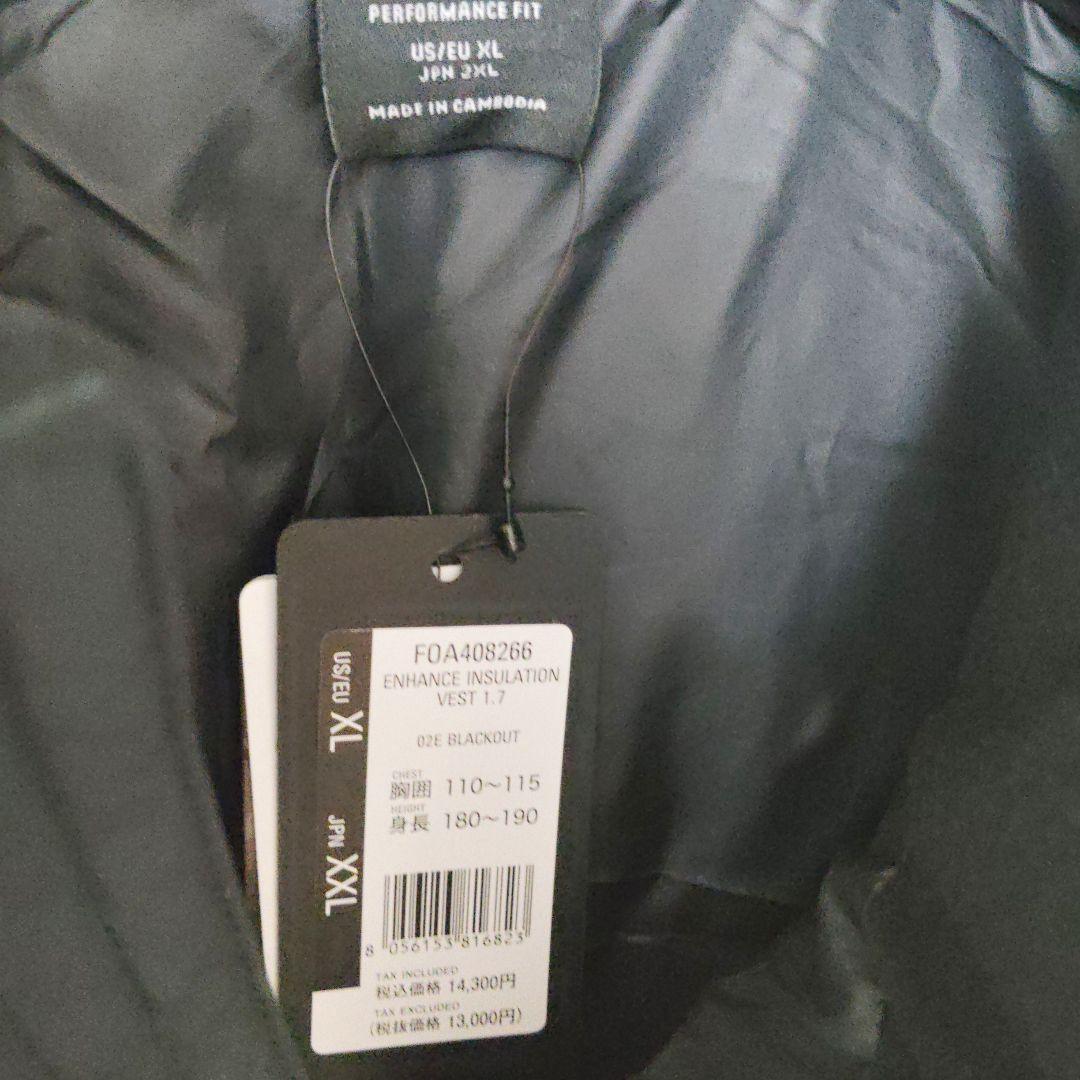 PERFORMANCE FIT
US/EU XL
JPN 2XL
MADE IN CAMBODIA
US/EU XL
JPN XXL
FOA408266
ENHANCE INSULATION
VEST 1.7
02E BLACKOUT
CHEST
胸囲 110〜115
HEIGHT
身長 180〜190
8 056153 816823
TAX INCLUDED
税込価格 14,300円
TAX EXCLUDED
(税抜価格 13,000円)